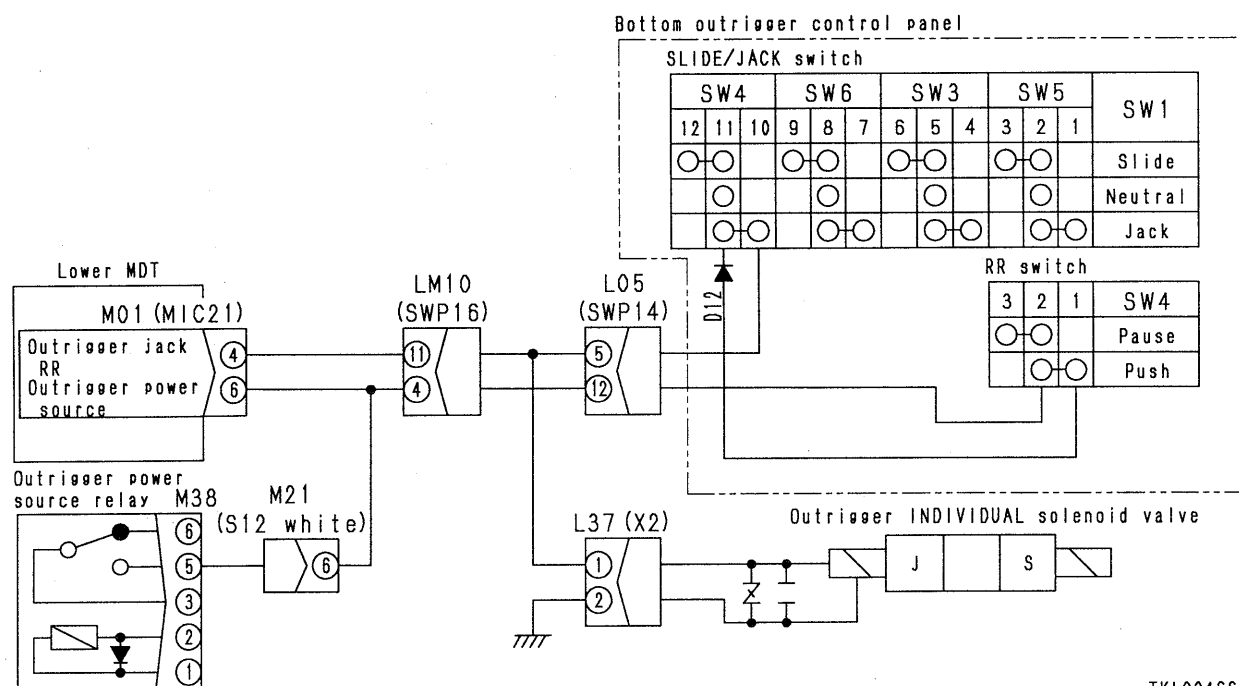 Bottom outrigger control panel
SLIDE/JACK switch
SW4 SW6 SW3 SW5 SW1
12 11 10 9 8 7 6 5 4 3 2 1
Slide
Neutral
Jack
D12
RR switch
3 2 1 SW4
Pause
Push
Lower MDT
M01 (MIC21)
Outrigger jack
RR
4
Outrigger power
source
6
LM10
(SWP16)
11
4
L05
(SWP14)
5
12
Outrigger power
source relay
M38
6
5
3
2
1
M21
(S12 white)
6
L37 (X2)
1
2
Outrigger INDIVIDUAL solenoid valve
J S